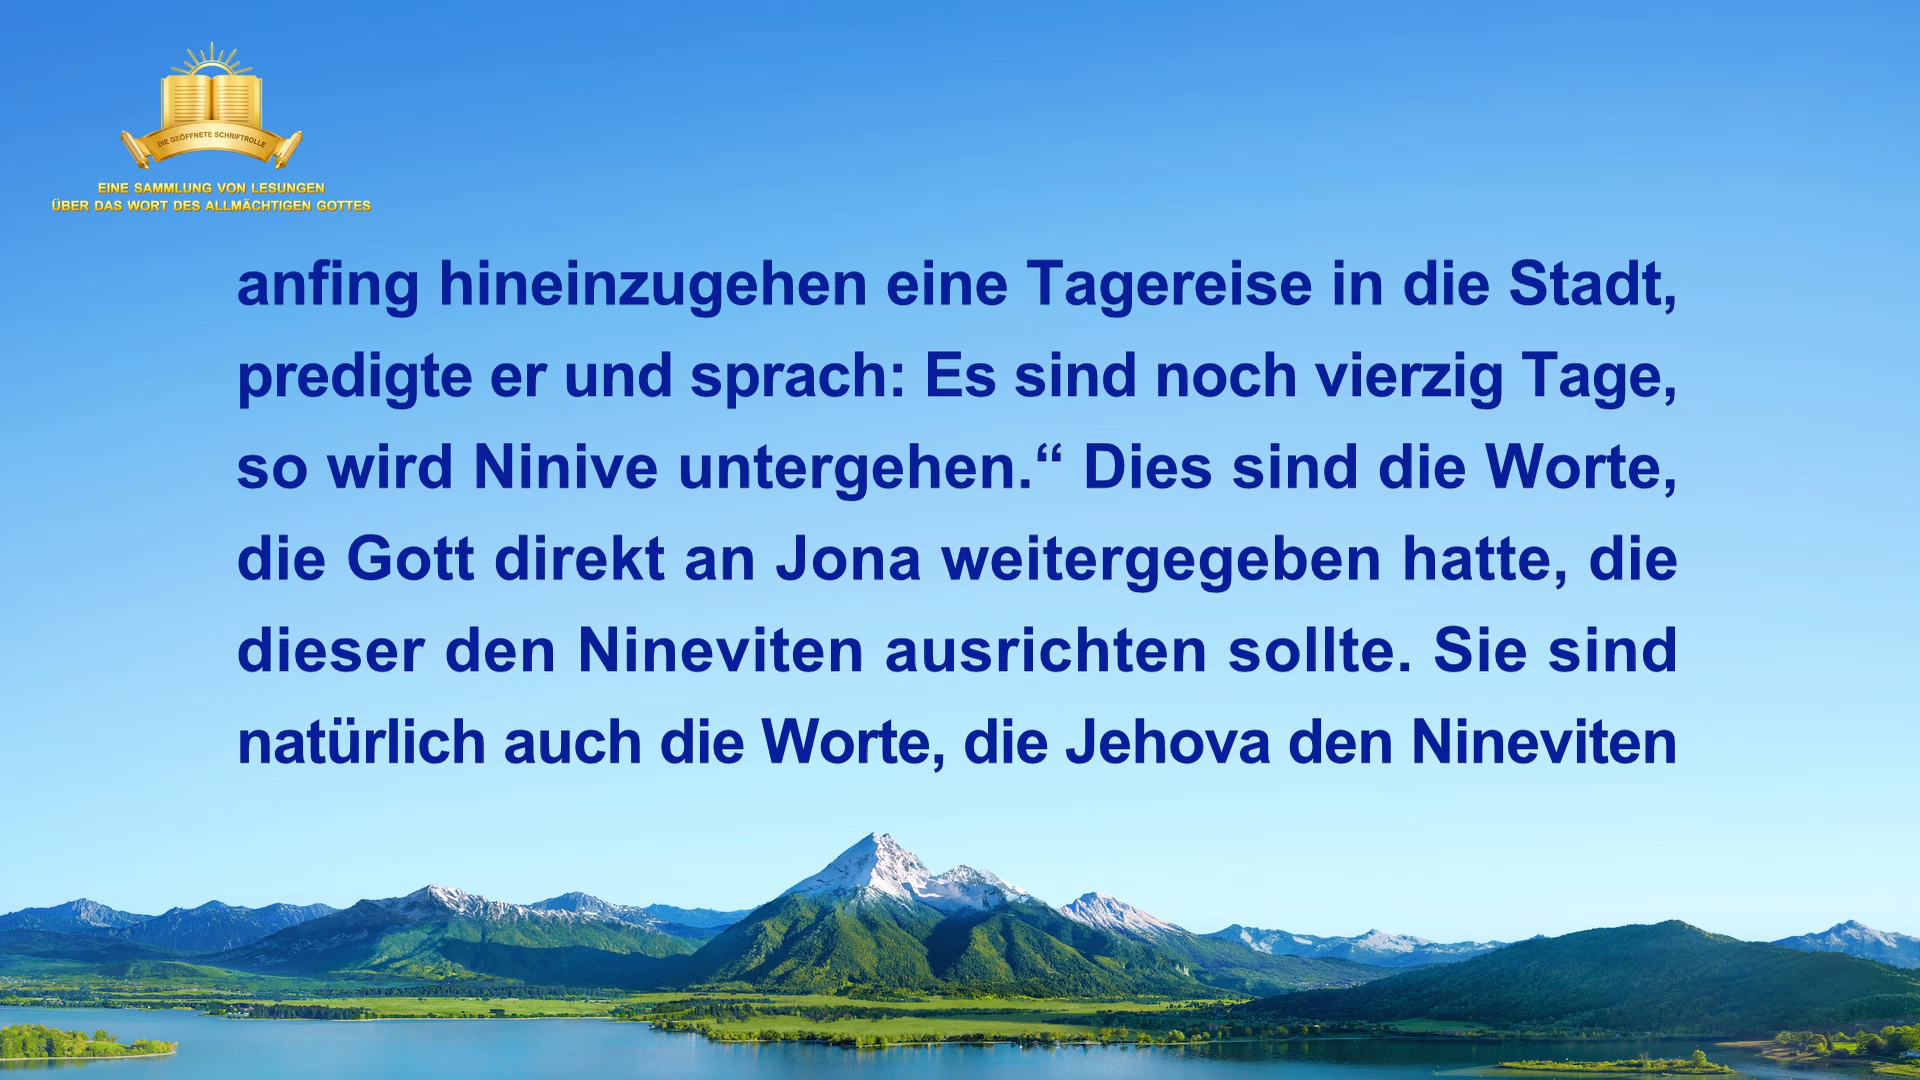 DIE GEÖFFNETE SCHRIFTROLLE
EINE SAMMLUNG VON LESUNGEN
ÜBER DAS WORT DES ALLMÄCHTIGEN GOTTES
anfing hineinzugehen eine Tagereise in die Stadt,
predigte er und sprach: Es sind noch vierzig Tage,
so wird Ninive untergehen.“ Dies sind die Worte,
die Gott direkt an Jona weitergegeben hatte, die
dieser den Nineviten ausrichten sollte. Sie sind
natürlich auch die Worte, die Jehova den Nineviten